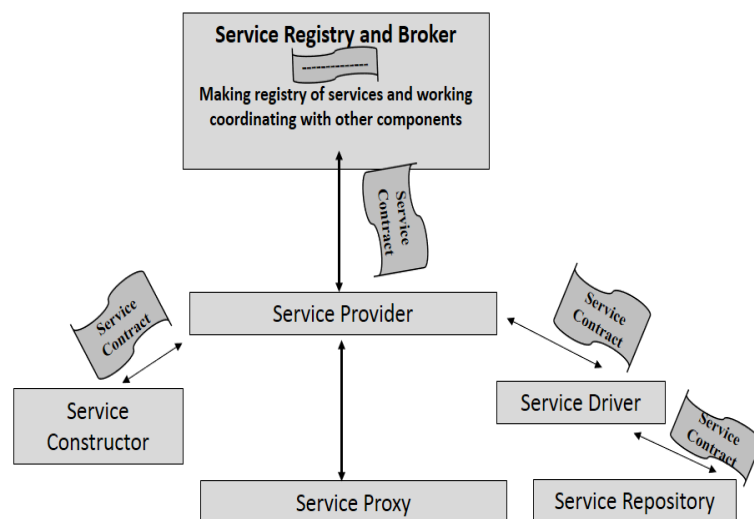 Service Registry and Broker
---------------
Making registry of services and working
coordinating with other components
Service
Contract
Service
Contract
Service Provider
Service
Contract
Service
Constructor
Service Driver
Service
Contract
Service Proxy
Service Repository